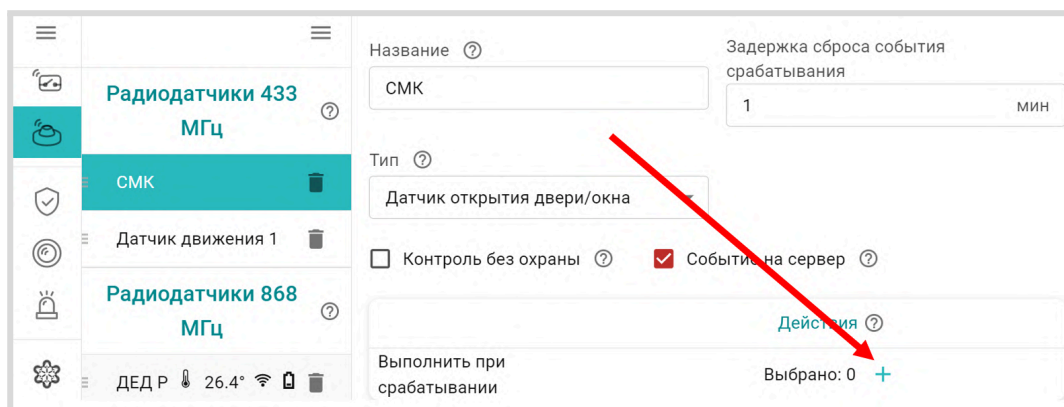 Радиодатчики 433
МГц
СМК
Датчик движения 1
Радиодатчики 868
МГц
ДЕД Р 26.4°
Название
СМК
Задержка сброса события
срабатывания
1 мин
Тип
Датчик открытия двери/окна
Контроль без охраны
Событие на сервер
Действия
Выполнить при
срабатывании
Выбрано: 0 +